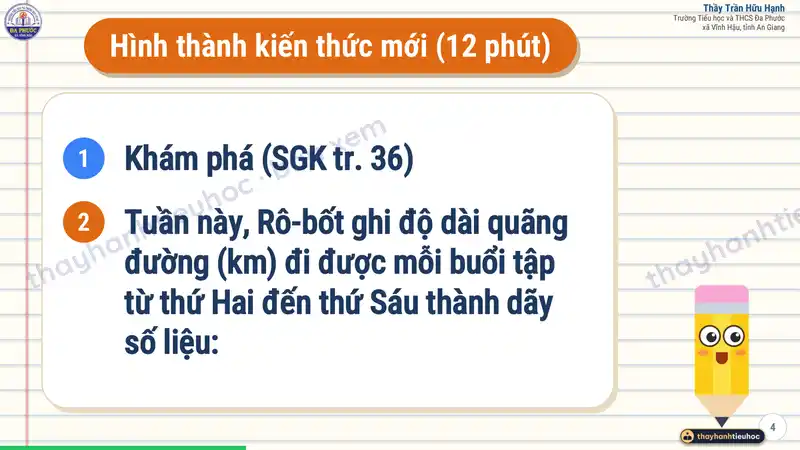 Thầy Trần Hữu Hạnh
Trường Tiểu học và THCS Đa Phước
xã Vĩnh Hậu, tỉnh An Giang
ĐA PHƯỚC
Hình thành kiến thức mới (12 phút)
1 Khám phá (SGK tr. 36)
2 Tuần này, Rô-bốt ghi độ dài quãng
đường (km) đi được mỗi buổi tập
từ thứ Hai đến thứ Sáu thành dãy
số liệu:
4
thayhanhtieuhoc